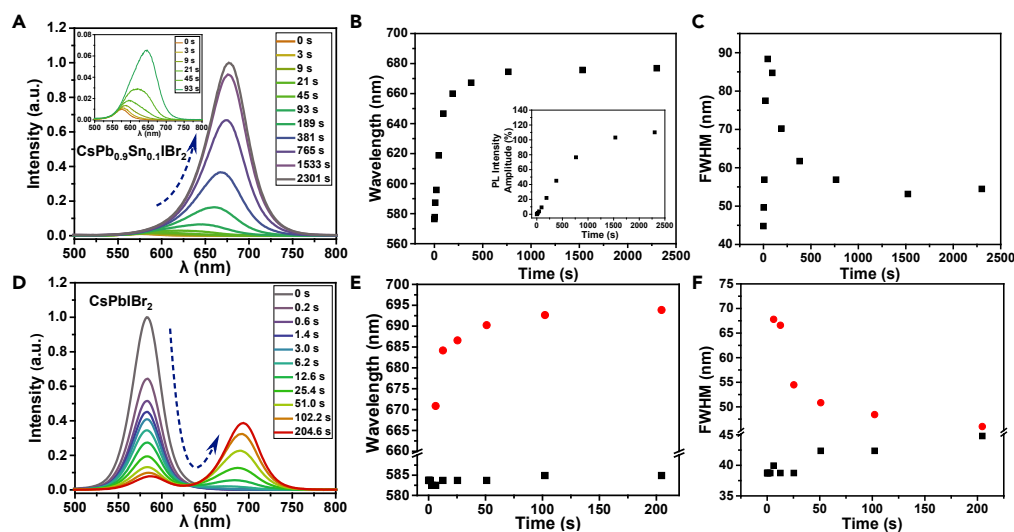 A
1.2
1.0
0.8
0.6
0.4
0.2
0.0
Intensity (a.u.)
500 550 600 650 700 750 800
λ (nm)
0.08
0.06
0.04
0.02
0.00
500 550 600 650 700 750 800
λ (nm)
0 s
3 s
9 s
21 s
45 s
93 s
CsPb0.9Sn0.1IBr2
0 s
3 s
9 s
21 s
45 s
93 s
189 s
381 s
765 s
1533 s
2301 s
B
700
680
660
640
620
600
580
560
Wavelength (nm)
0 500 1000 1500 2000 2500
Time (s)
140
120
100
80
60
40
20
0
PL Intensity
Amplitude (%)
0 500 1000 1500 2000 2500
Time (s)
C
90
80
70
60
50
40
FWHM (nm)
0 500 1000 1500 2000 2500
Time (s)
D
1.2
1.0
0.8
0.6
0.4
0.2
0.0
Intensity (a.u.)
500 550 600 650 700 750 800
λ (nm)
CsPbIBr2
0 s
0.2 s
0.6 s
1.4 s
3.0 s
6.2 s
12.6 s
25.4 s
51.0 s
102.2 s
204.6 s
E
700
695
690
685
680
675
670
665
660
585
580
Wavelength (nm)
0 50 100 150 200
Time (s)
F
70
65
60
55
50
45
45
40
35
FWHM (nm)
0 50 100 150 200
Time (s)